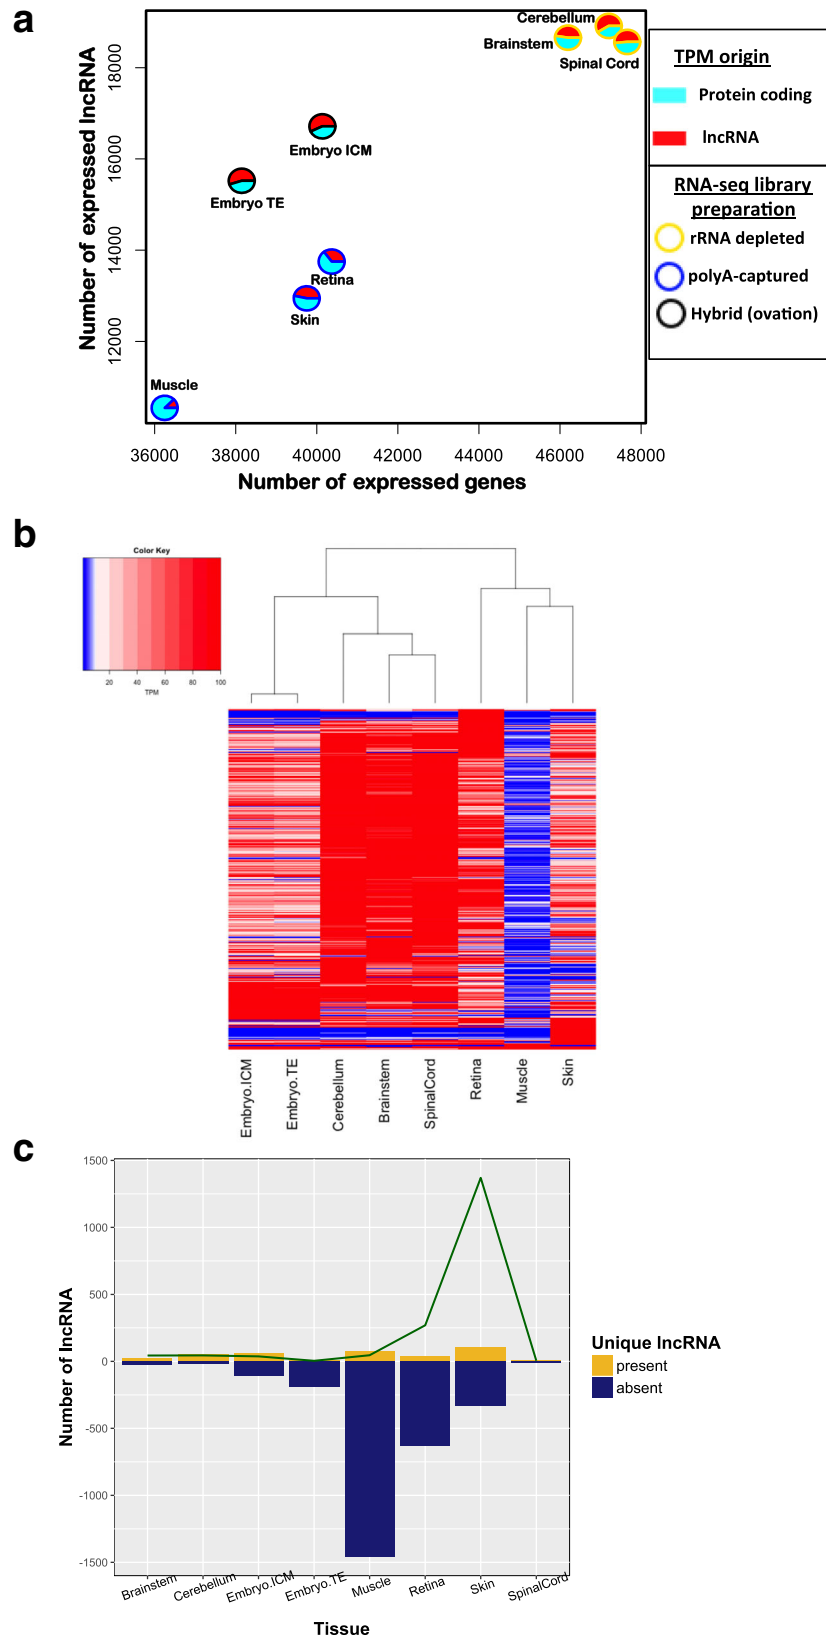 a
Number of expressed lncRNA
18000
16000
14000
12000
Cerebellum
Brainstem
Spinal Cord
Embryo ICM
Embryo TE
Retina
Skin
Muscle
36000 38000 40000 42000 44000 46000 48000
Number of expressed genes
TPM origin
Protein coding
lncRNA
RNA-seq library
preparation
rRNA depleted
polyA-captured
Hybrid (ovation)
b
Color Key
20 40 60 80 100
TPM
Embryo.ICM
Embryo.TE
Cerebellum
Brainstem
SpinalCord
Retina
Muscle
Skin
c
Number of lncRNA
1500
1000
500
0
-500
-1000
-1500
Brainstem
Cerebellum
Embryo.ICM
Embryo.TE
Muscle
Retina
Skin
SpinalCord
Tissue
Unique lncRNA
present
absent